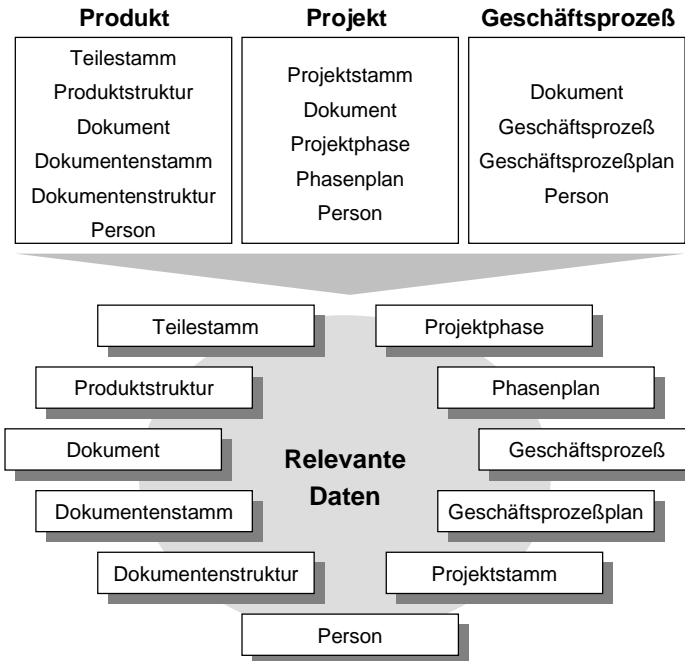 Produkt
Projekt
Geschäftsprozeß
Teilestamm
Produktstruktur
Dokument
Dokumentenstamm
Dokumentenstruktur
Person
Projektstamm
Dokument
Projektphase
Phasenplan
Person
Dokument
Geschäftsprozeß
Geschäftsprozeßplan
Person
Teilestamm
Projektphase
Produktstruktur
Phasenplan
Dokument
Geschäftsprozeß
Relevante
Daten
Dokumentenstamm
Geschäftsprozeßplan
Dokumentenstruktur
Projektstamm
Person